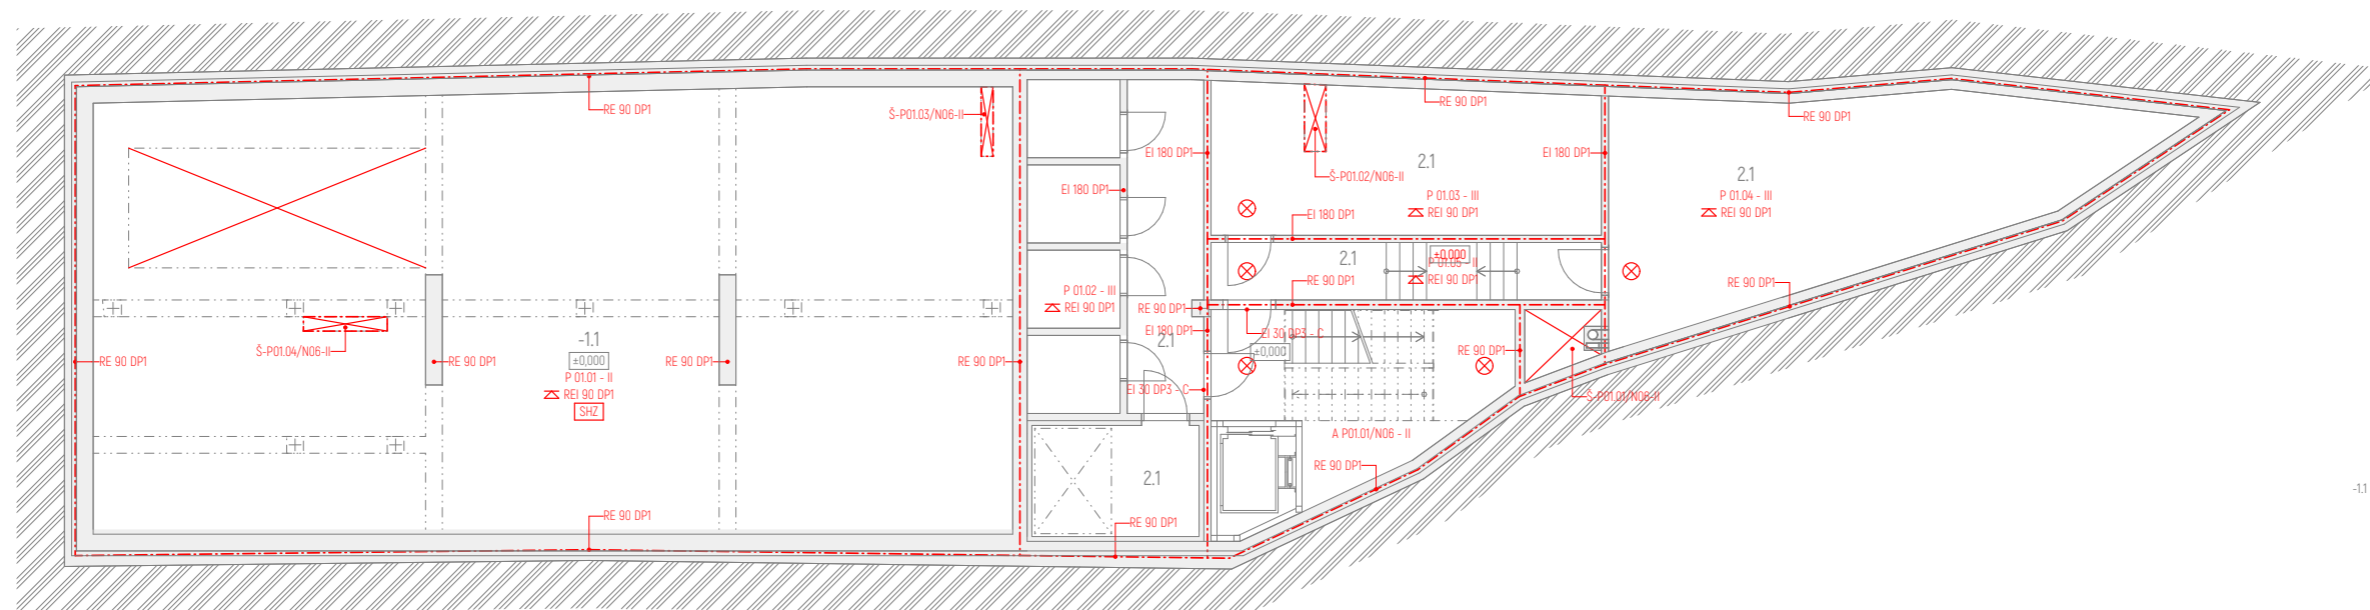 RE 90 DP1
Š-P01.03/N06-II
RE 90 DP1
RE 90 DP1
EI 180 DP1
EI 180 DP1
2.1
2.1
Š-P01.02/N06-II
EI 180 DP1
P 01.03 - III
REI 90 DP1
P 01.04 - III
REI 90 DP1
EI 180 DP1
±0,000
2.1
P 01.05 - II
REI 90 DP1
RE 90 DP1
RE 90 DP1
P 01.02 - III
REI 90 DP1
RE 90 DP1
EI 180 DP1
EI 30 DP3 - C
2.1
±0,000
-1.1
±0,000
Š-P01.04/N06-II
RE 90 DP1
RE 90 DP1
RE 90 DP1
RE 90 DP1
RE 90 DP1
P 01.01 - II
REI 90 DP1
SHZ
EI 30 DP3 - C
Š-P01.01/N06-II
A P01.01/N06 - II
RE 90 DP1
2.1
-1.1
RE 90 DP1
RE 90 DP1